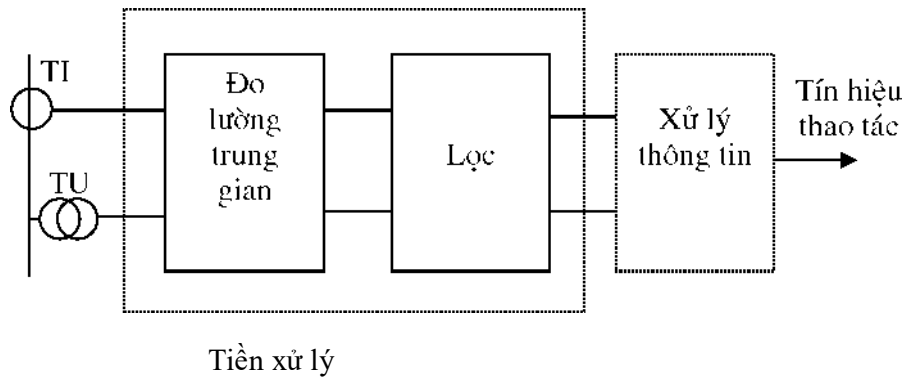 TI
TU
Đo
lường
trung
gian
Lọc
Xử lý
thông tin
Tín hiệu
thao tác
Tiền xử lý